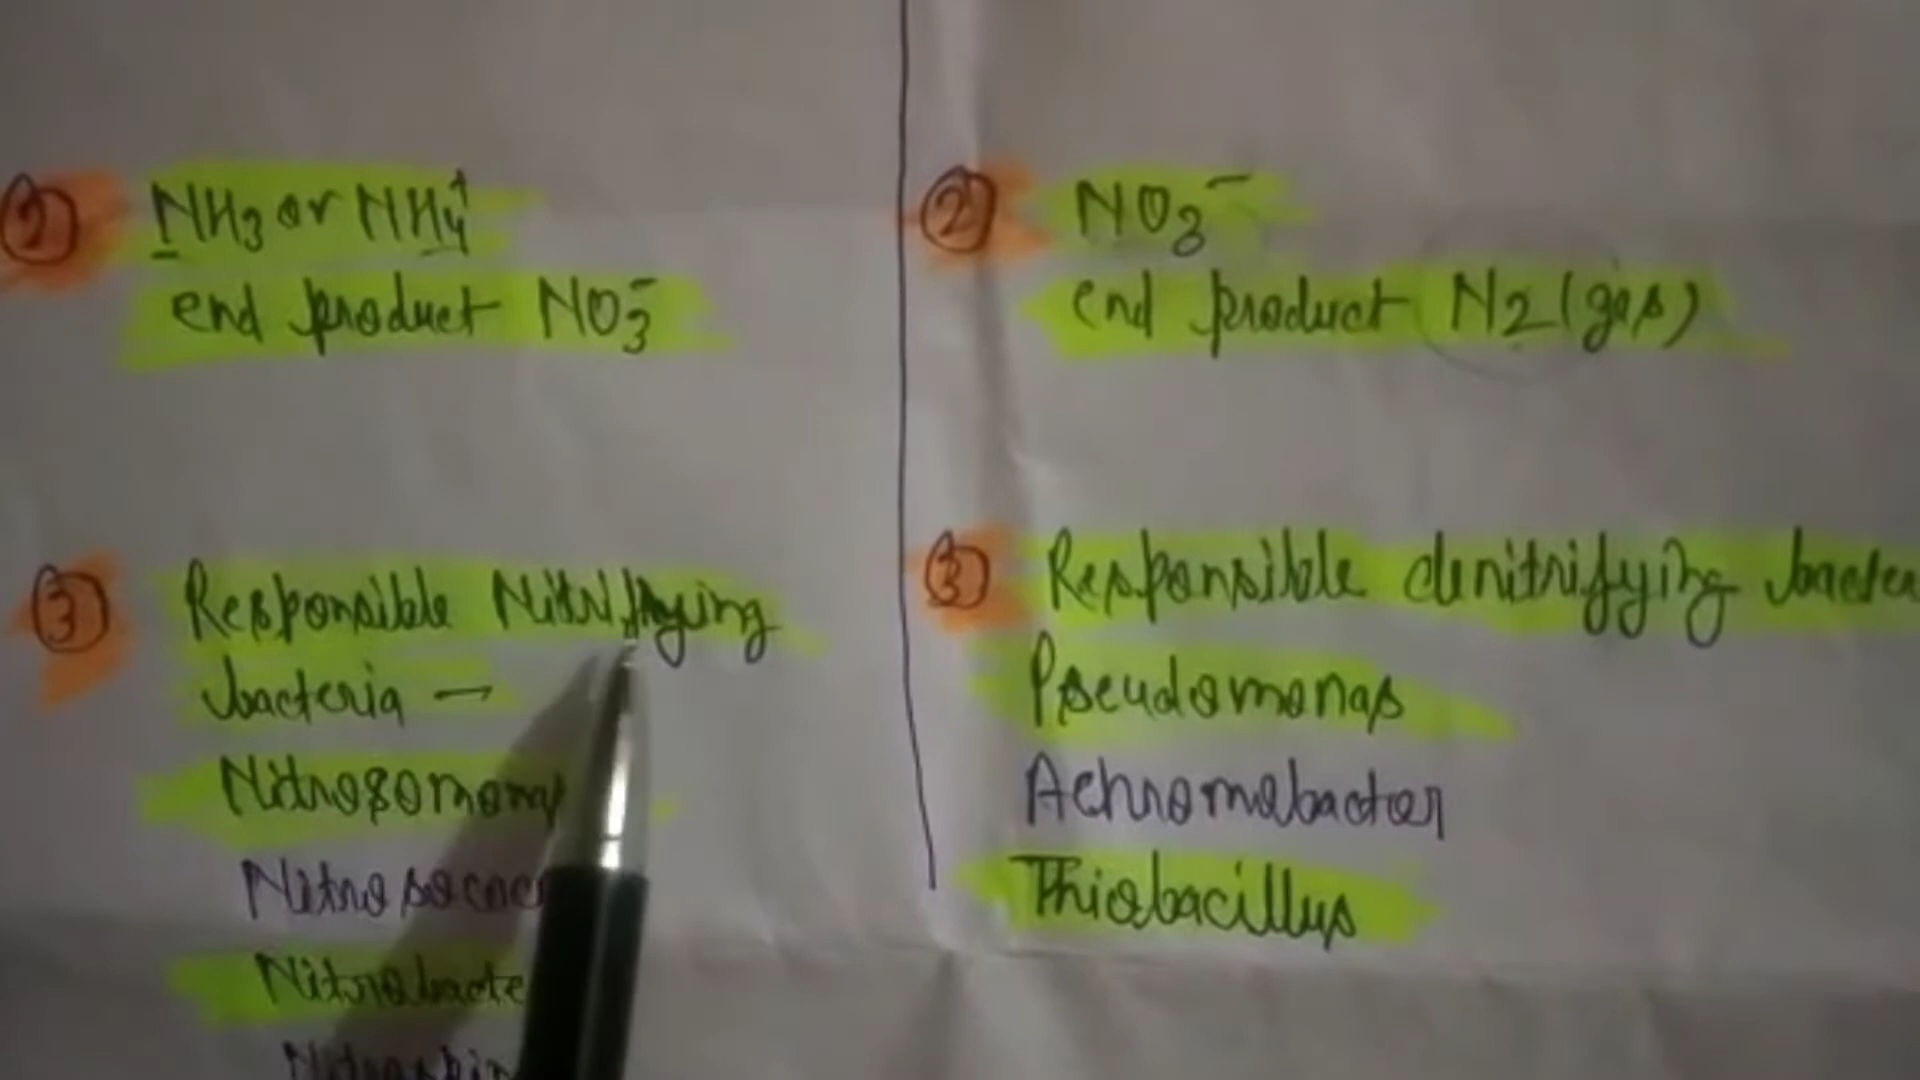 ② NH3 or NH4+
end product NO3-
③ Responsible Nitrifying
bacteria —
② NO3-
end product N2 (gas)
③ Responsible denitrifying
Pseudomonas
Achromobacter
Thiobacillus